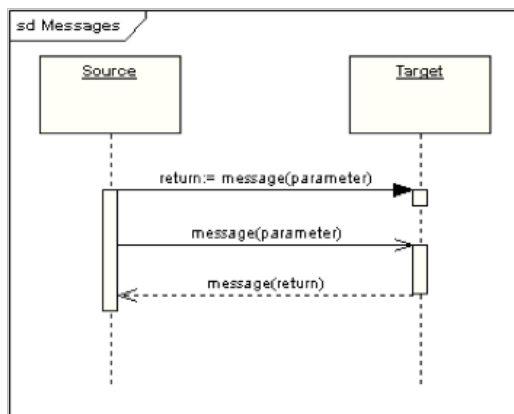 sd Messages
Source
Target
return:= message(parameter)
message(parameter)
message(return)